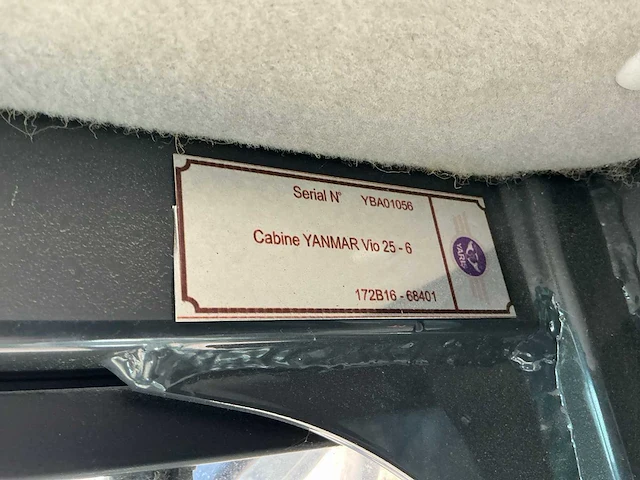 Serial N° YBA01056
Cabine YANMAR Vio 25 - 6
172B16 - 68401